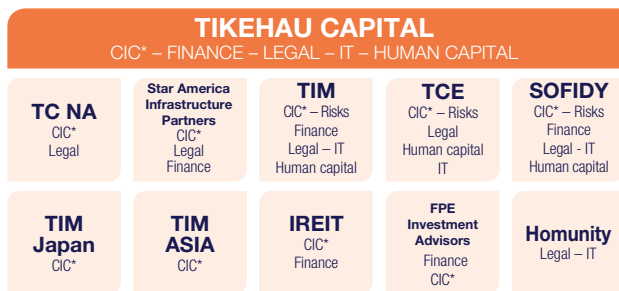 TIKEHAU CAPITAL
CIC* – FINANCE – LEGAL – IT – HUMAN CAPITAL
TC NA
CIC*
Legal
Star America
Infrastructure
Partners
CIC*
Legal
Finance
TIM
CIC* – Risks
Finance
Legal – IT
Human capital
TCE
CIC* – Risks
Legal
Human capital
IT
SOFIDY
CIC* – Risks
Finance
Legal - IT
Human capital
TIM
Japan
CIC*
TIM
ASIA
CIC*
IREIT
CIC*
Finance
FPE
Investment
Advisors
Finance
CIC*
Homunity
Legal – IT